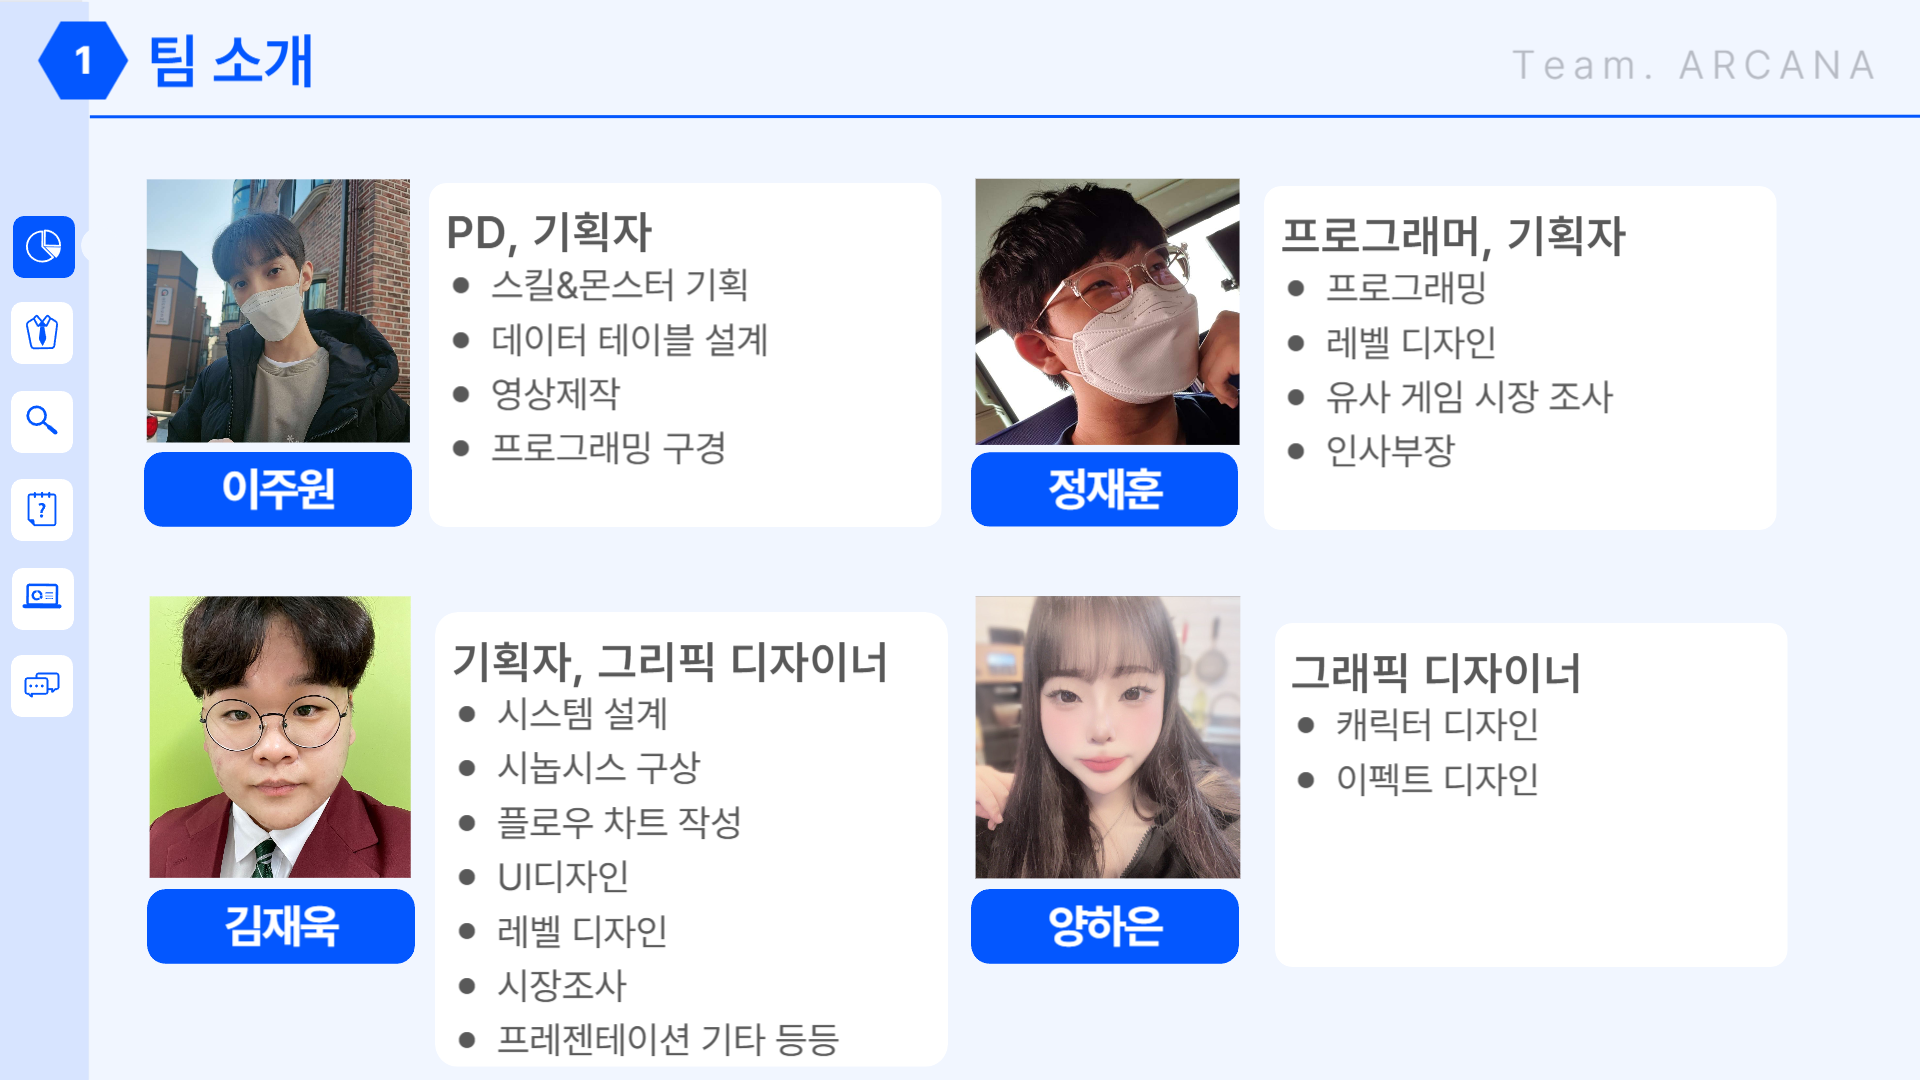 1
팀 소개
Team. ARCANA
PD, 기획자
스킬&몬스터 기획
데이터 테이블 설계
영상제작
프로그래밍 구경
이주원
프로그래머, 기획자
프로그래밍
레벨 디자인
유사 게임 시장 조사
인사부장
정재훈
기획자, 그리픽 디자이너
시스템 설계
시놉시스 구상
플로우 차트 작성
UI디자인
레벨 디자인
시장조사
프레젠테이션 기타 등등
김재욱
그래픽 디자이너
캐릭터 디자인
이펙트 디자인
양하은